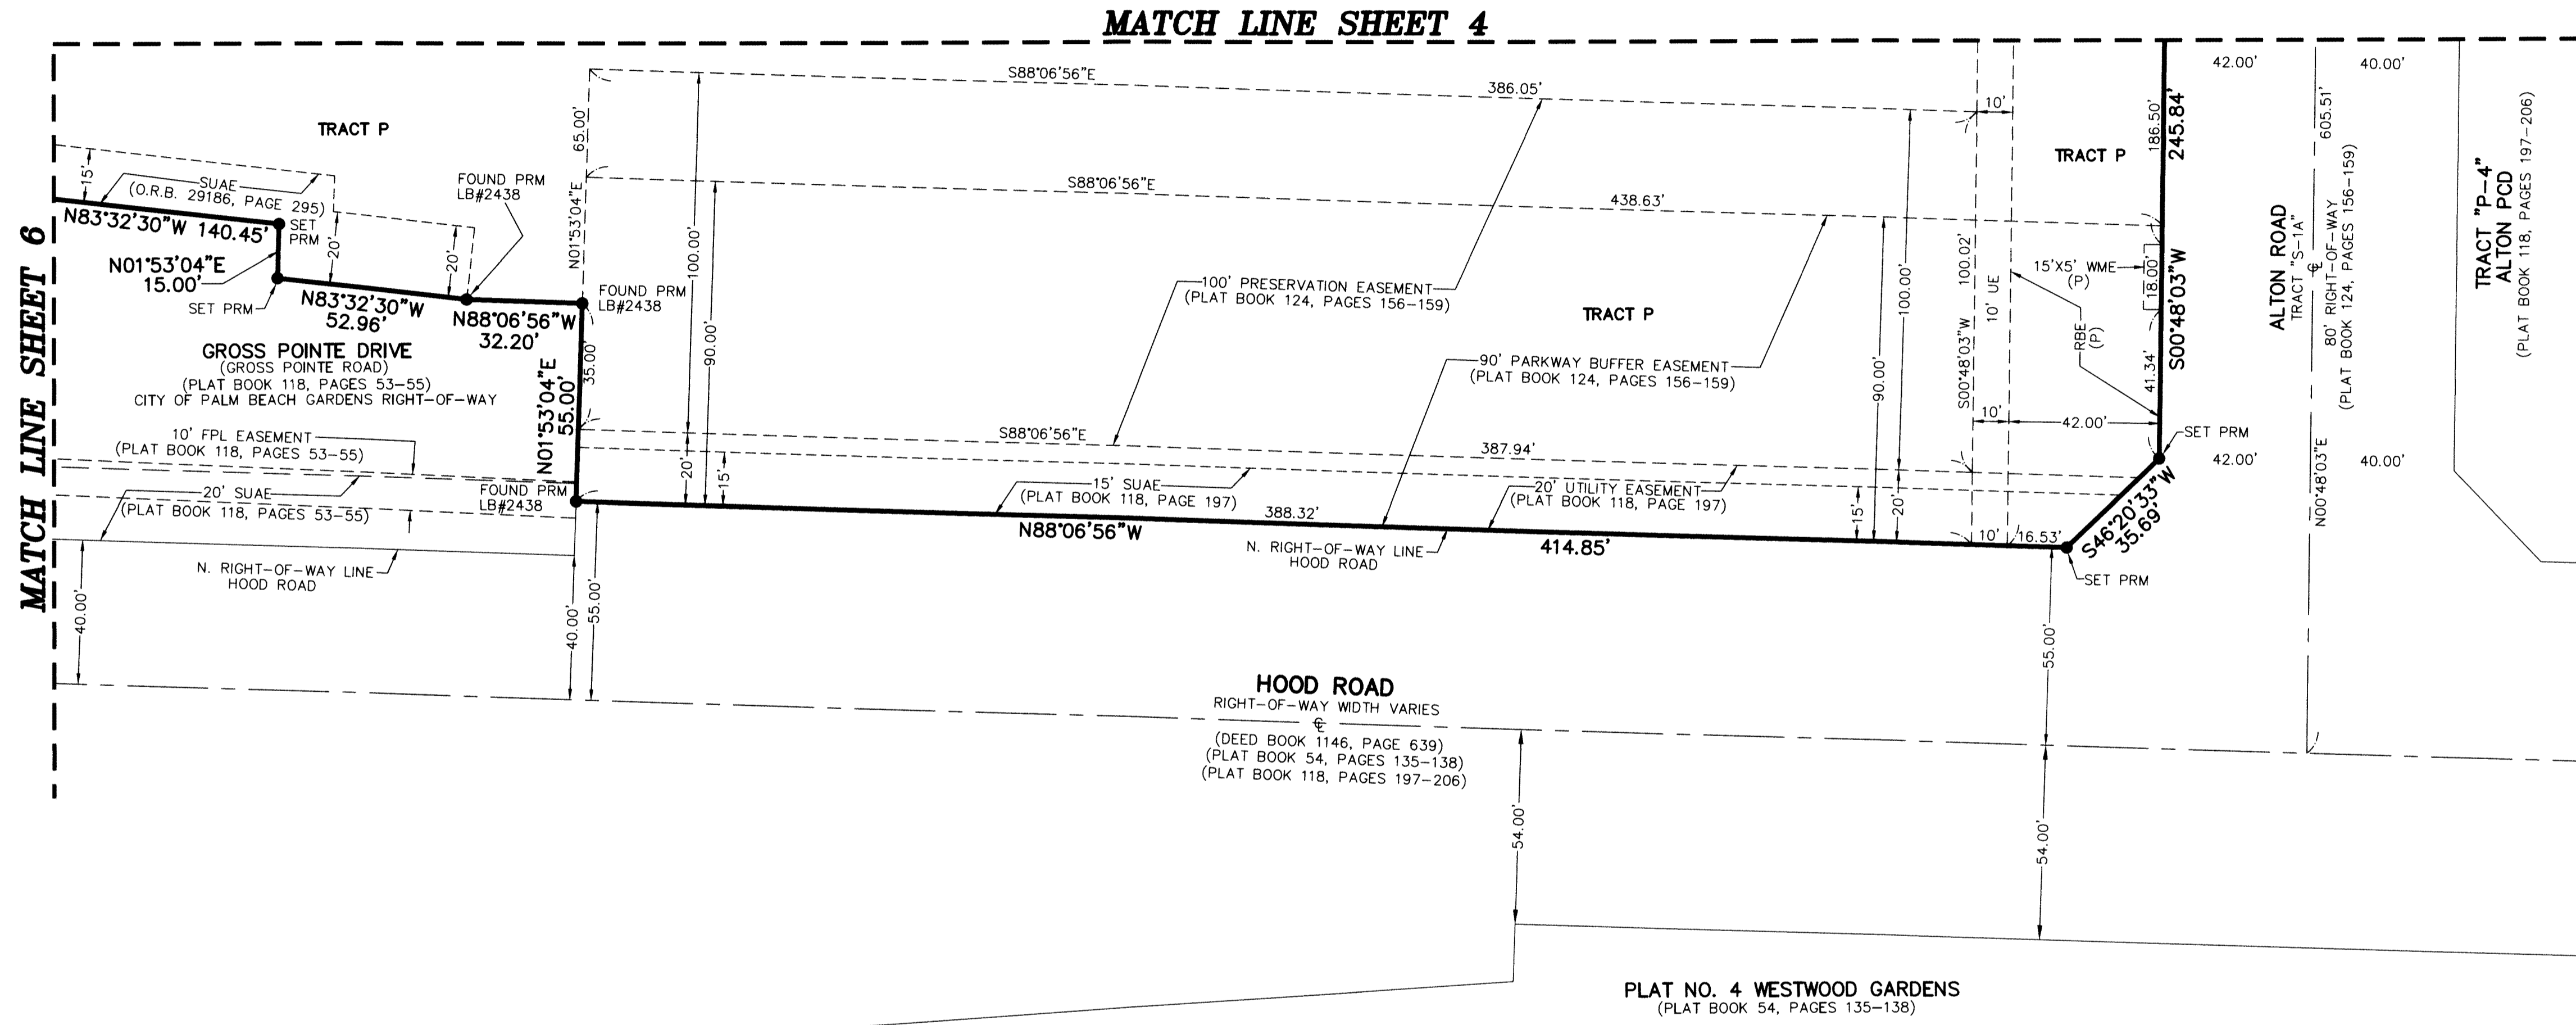 MATCH LINE SHEET 4
MATCH LINE SHEET 6
TRACT P
15'
SUAE
(O.R.B. 29186, PAGE 295)
N83°32'30"W 140.45'
SET
PRM
N01°53'04"E
15.00'
SET PRM
20'
20'
FOUND PRM
LB#2438
N83°32'30"W
52.96'
N88°06'56"W
32.20'
FOUND PRM
LB#2438
GROSS POINTE DRIVE
(GROSS POINTE ROAD)
(PLAT BOOK 118, PAGES 53-55)
CITY OF PALM BEACH GARDENS RIGHT-OF-WAY
10' FPL EASEMENT
(PLAT BOOK 118, PAGES 53-55)
20' SUAE
(PLAT BOOK 118, PAGES 53-55)
FOUND PRM
LB#2438
N. RIGHT-OF-WAY LINE
HOOD ROAD
40.00'
40.00'
55.00'
N01°53'04"E
55.00'
35.00'
N01°53'04"E
65.00'
S88°06'56"E
386.05'
S88°06'56"E
438.63'
100.00'
90.00'
20'
15'
100' PRESERVATION EASEMENT
(PLAT BOOK 124, PAGES 156-159)
TRACT P
90' PARKWAY BUFFER EASEMENT
(PLAT BOOK 124, PAGES 156-159)
S88°06'56"E
387.94'
15' SUAE
(PLAT BOOK 118, PAGE 197)
20' UTILITY EASEMENT
(PLAT BOOK 118, PAGE 197)
388.32'
N88°06'56"W
414.85'
N. RIGHT-OF-WAY LINE
HOOD ROAD
100.00'
90.00'
15'
20'
10'
S00°48'03"W 100.02'
10' UE
10'
42.00'
10'
16.53'
TRACT P
15'X5' WME
(P)
RBE
(P)
186.50'
245.84'
18.00'
S00°48'03"W
41.34'
SET PRM
S46°20'33"W
35.69'
SET PRM
42.00'
40.00'
605.51'
ALTON ROAD
TRACT "S-1A"
℄
80' RIGHT-OF-WAY
(PLAT BOOK 124, PAGES 156-159)
42.00'
40.00'
N00°48'03"E
TRACT "P-4"
ALTON PCD
(PLAT BOOK 118, PAGES 197-206)
55.00'
54.00'
54.00'
HOOD ROAD
RIGHT-OF-WAY WIDTH VARIES
℄
(DEED BOOK 1146, PAGE 639)
(PLAT BOOK 54, PAGES 135-138)
(PLAT BOOK 118, PAGES 197-206)
PLAT NO. 4 WESTWOOD GARDENS
(PLAT BOOK 54, PAGES 135-138)